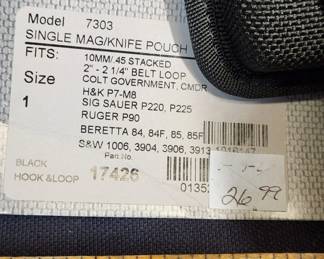 Model 7303
SINGLE MAG/KNIFE POUCH
FITS: 10MM/.45 STACKED
2" - 2 1/4" BELT LOOP
Size COLT GOVERNMENT, CMDR
H&K P7-M8
1 SIG SAUER P220, P225
RUGER P90
BERETTA 84, 84F, 85, 85F
S&W 1006, 3904, 3906, 3913
Part No.
BLACK 17426
HOOK & LOOP 0135
26.99